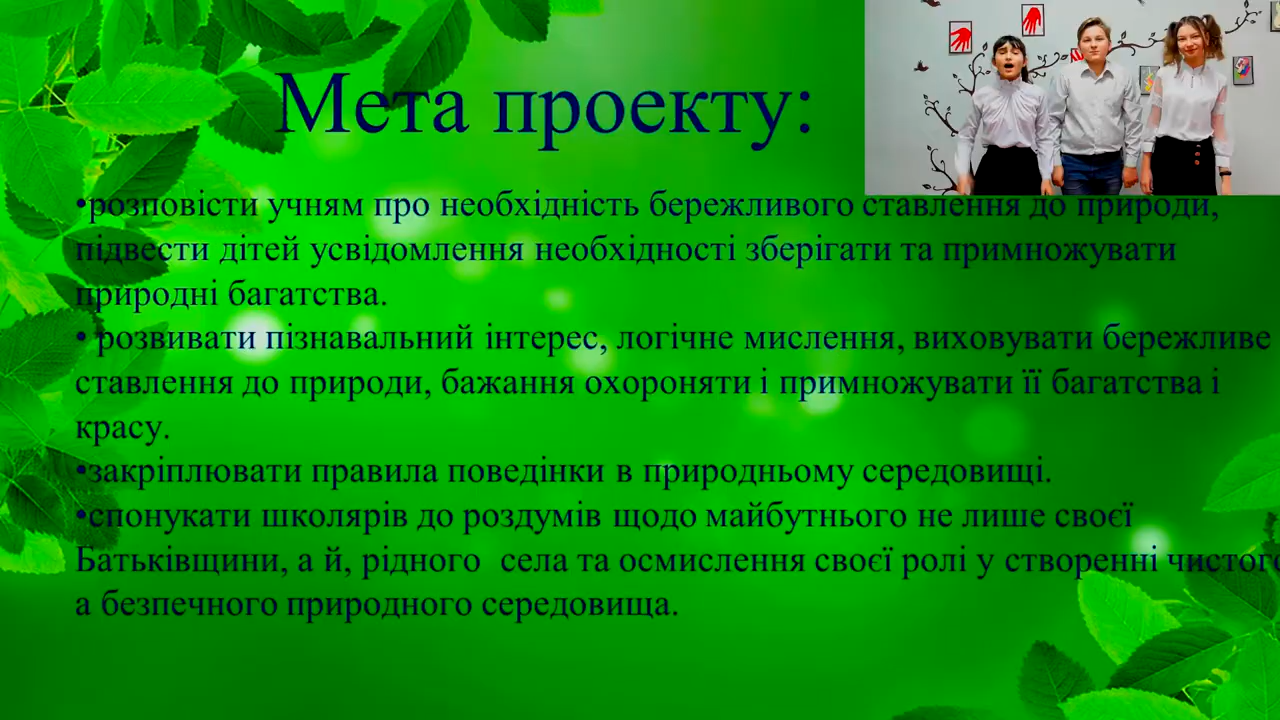 Мета проекту:
•розповісти учням про необхідність бережливого ставлення до природи,
підвести дітей усвідомлення необхідності зберігати та примножувати
природні багатства.
• розвивати пізнавальний інтерес, логічне мислення, виховувати бережливе
ставлення до природи, бажання охороняти і примножувати її багатства і
красу.
•закріплювати правила поведінки в природньому середовищі.
•спонукати школярів до роздумів щодо майбутнього не лише своєї
Батьківщини, а й, рідного села та осмислення своєї ролі у створенні чистого
а безпечного природного середовища.